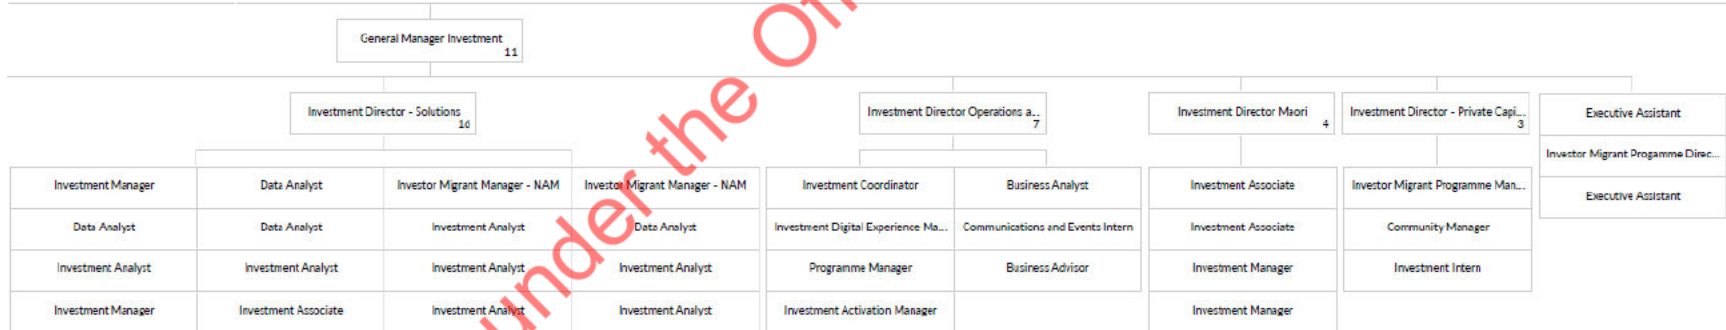 General Manager Investment
11
Investment Director - Solutions
16
Investment Director Operations a...
7
Investment Director Maori
4
Investment Director - Private Capi...
3
Executive Assistant
Investor Migrant Progamme Direc...
Executive Assistant
Investment Manager
Data Analyst
Investor Migrant Manager - NAM
Investor Migrant Manager - NAM
Investment Coordinator
Business Analyst
Investment Associate
Investor Migrant Programme Man...
Data Analyst
Data Analyst
Investment Analyst
Data Analyst
Investment Digital Experience Ma...
Communications and Events Intern
Investment Associate
Community Manager
Investment Analyst
Investment Analyst
Investment Analyst
Investment Analyst
Programme Manager
Business Advisor
Investment Manager
Investment Intern
Investment Manager
Investment Associate
Investment Analyst
Investment Analyst
Investment Activation Manager
Investment Manager
under the